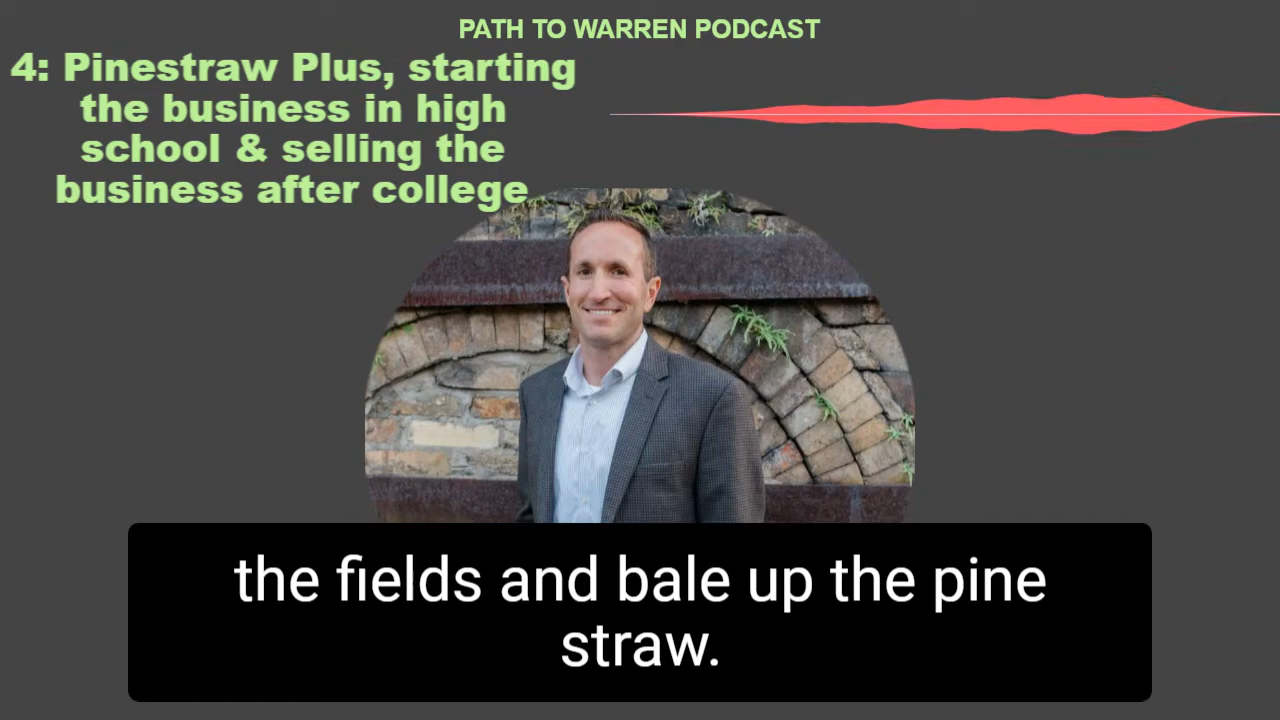 PATH TO WARREN PODCAST
4: Pinestraw Plus, starting
the business in high
school & selling the
business after college
the fields and bale up the pine
straw.